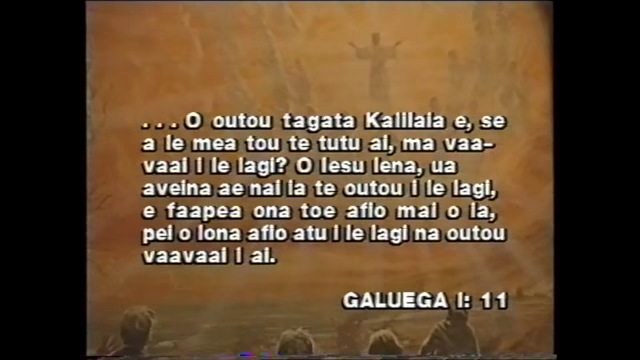 ...O outou tagata Kalilaia e, se
a le mea tou te tutu ai, ma vaa-
vaai i le lagi? O Iesu lena, ua
aveina ae nai ia te outou i le lagi,
e faapea ona toe afio mai o ia,
pei o lona afio atu i le lagi na outou
vaavaai i ai.
GALUEGA I: 11